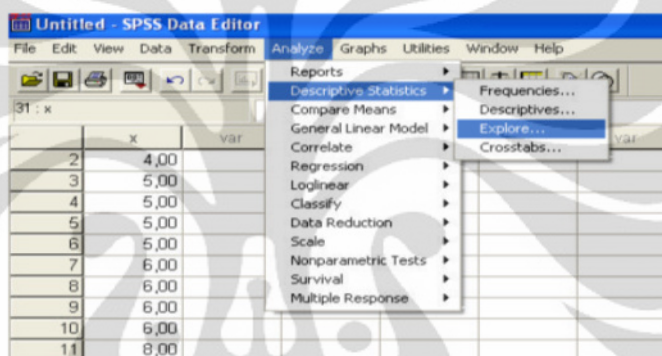 Untitled - SPSS Data Editor
File Edit View Data Transform Analyze Graphs Utilities Window Help
31 : x
x var var
2 4,00
3 5,00
4 5,00
5 5,00
6 5,00
7 6,00
8 6,00
9 6,00
10 6,00
11 8,00
Reports
Descriptive Statistics
Compare Means
General Linear Model
Correlate
Regression
Loglinear
Classify
Data Reduction
Scale
Nonparametric Tests
Survival
Multiple Response
Frequencies...
Descriptives...
Explore...
Crosstabs...